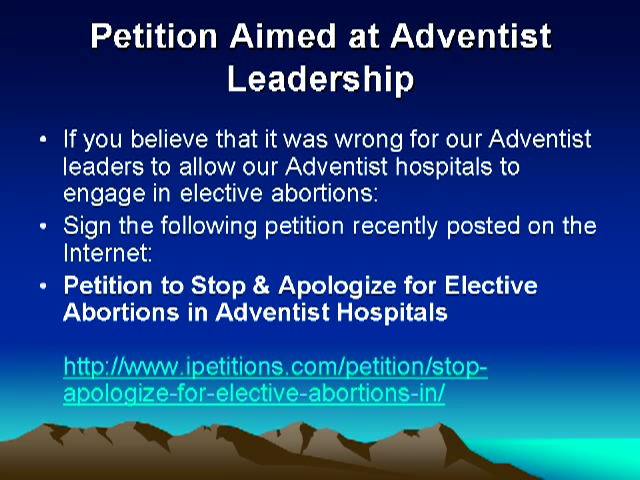 Petition Aimed at Adventist
Leadership
• If you believe that it was wrong for our Adventist
leaders to allow our Adventist hospitals to
engage in elective abortions:
• Sign the following petition recently posted on the
Internet:
• Petition to Stop & Apologize for Elective
Abortions in Adventist Hospitals
http://www.ipetitions.com/petition/stop-
apologize-for-elective-abortions-in/